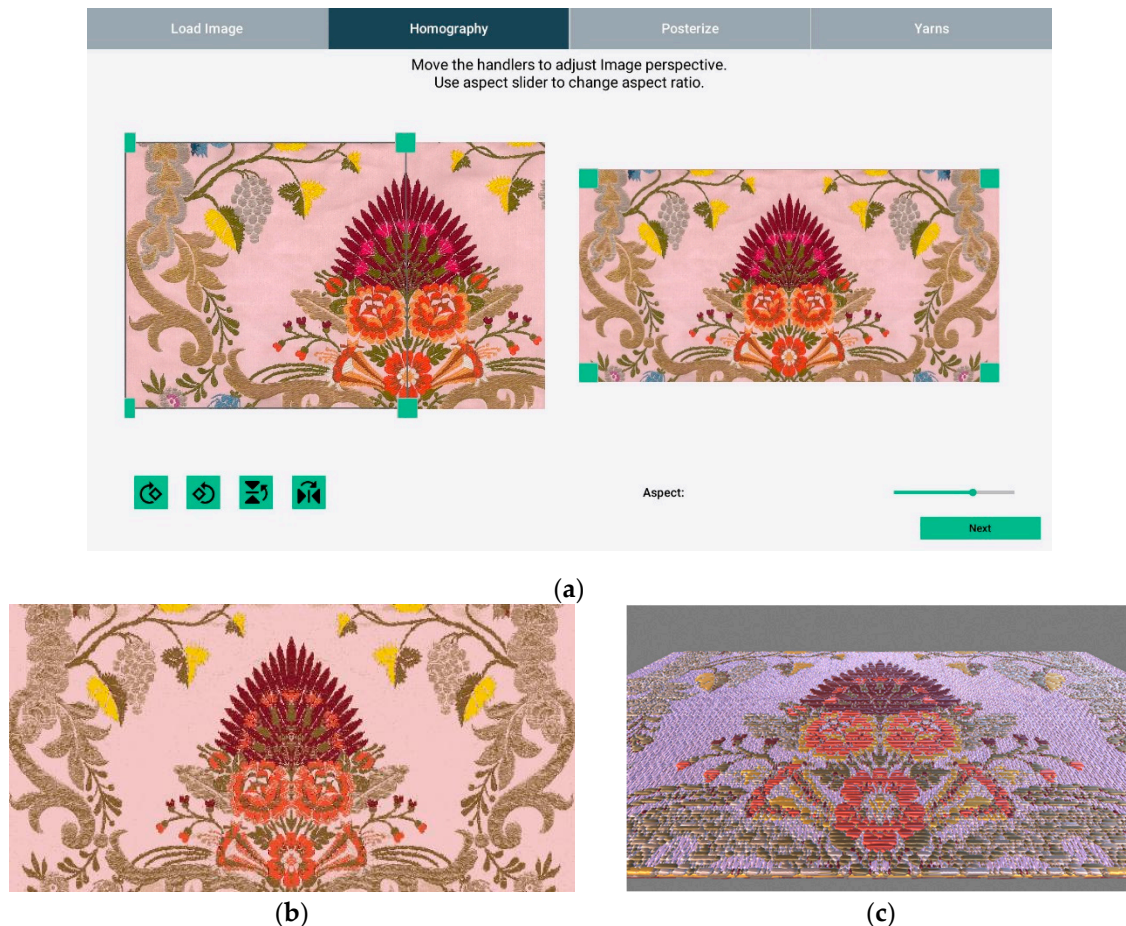 Load Image
Homography
Posterize
Yarns
Move the handlers to adjust Image perspective.
Use aspect slider to change aspect ratio.
Aspect:
Next
(a)
(b)
(c)